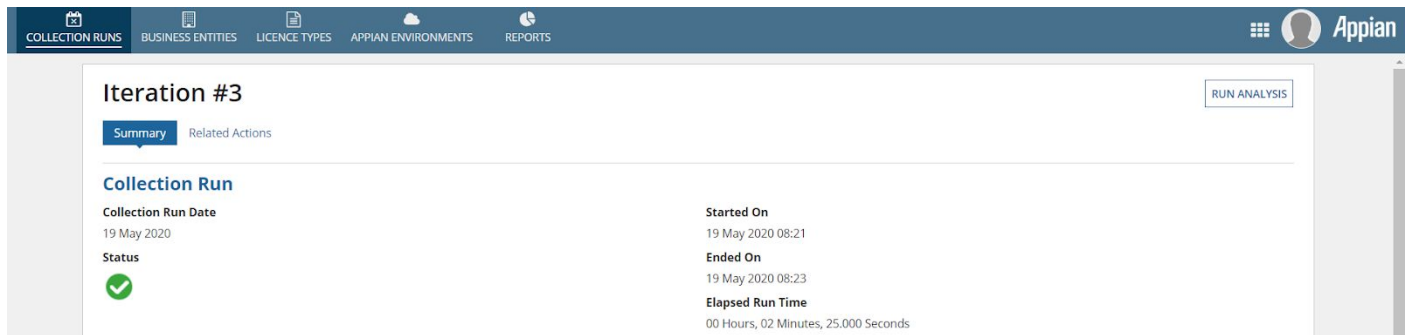 COLLECTION RUNS
BUSINESS ENTITIES
LICENCE TYPES
APPIAN ENVIRONMENTS
REPORTS
Appian
Iteration #3
RUN ANALYSIS
Summary
Related Actions
Collection Run
Collection Run Date
19 May 2020
Status
Started On
19 May 2020 08:21
Ended On
19 May 2020 08:23
Elapsed Run Time
00 Hours, 02 Minutes, 25.000 Seconds